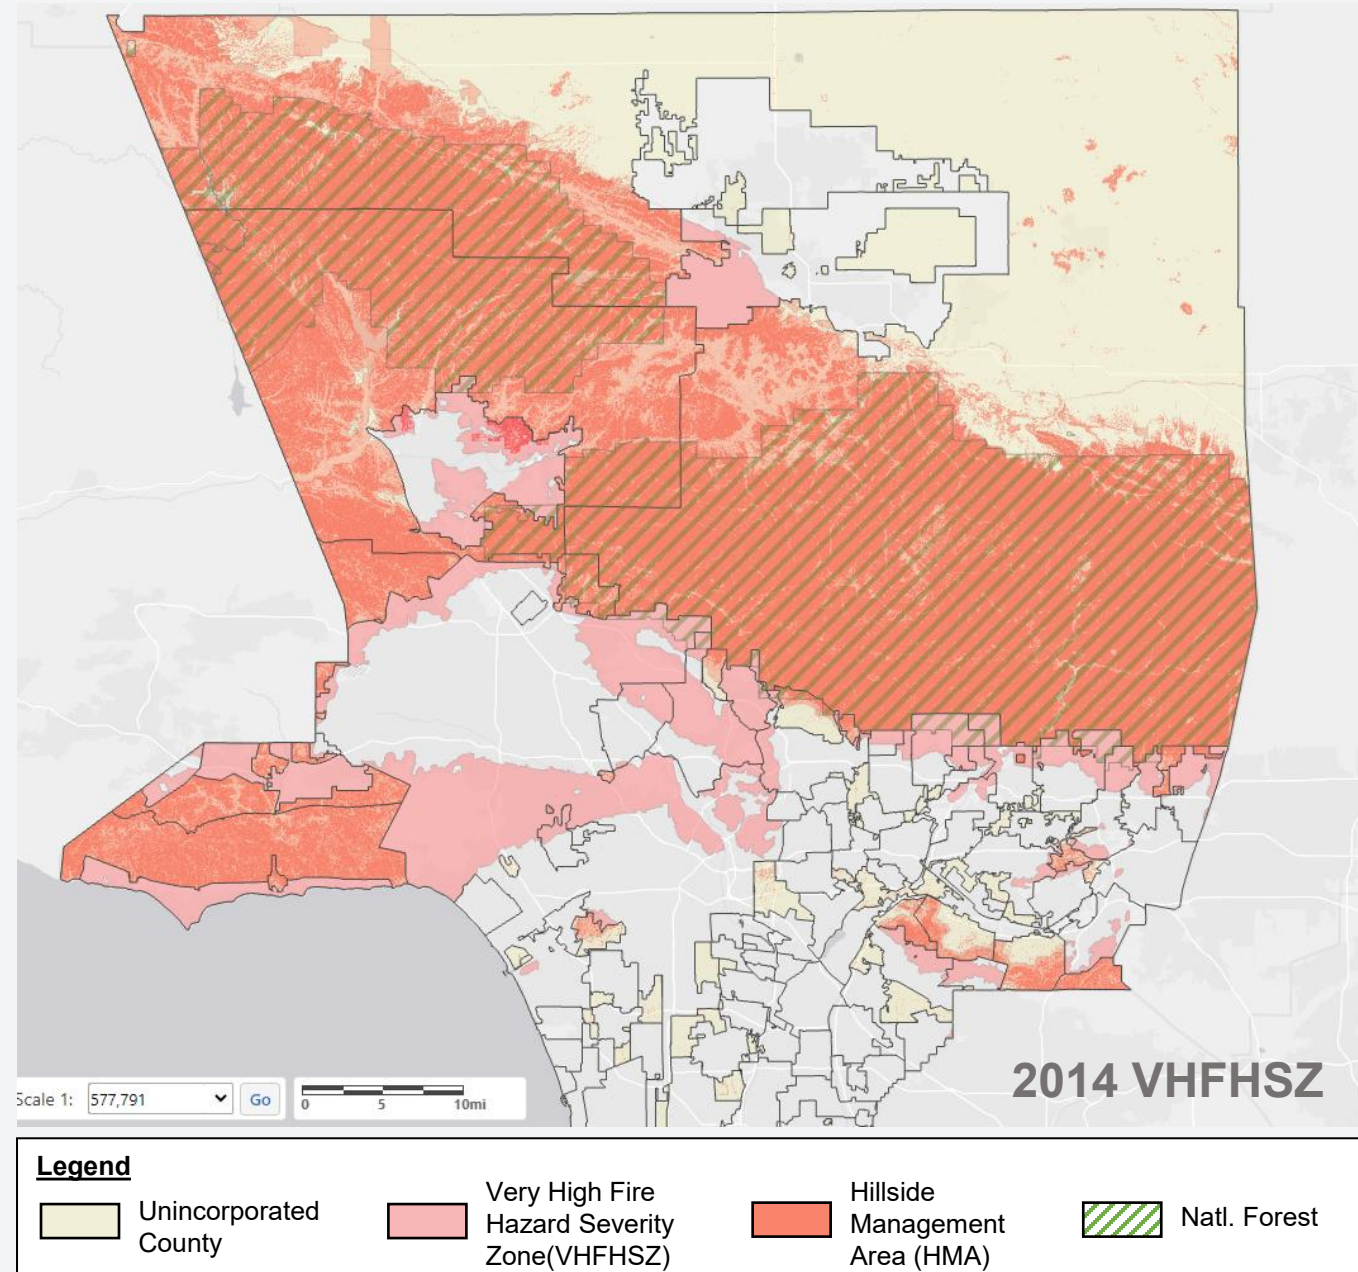 2014 VHFHSZ
Scale 1: 577,791 Go
0 5 10mi
Legend
Unincorporated
County
Very High Fire
Hazard Severity
Zone(VHFHSZ)
Hillside
Management
Area (HMA)
Natl. Forest